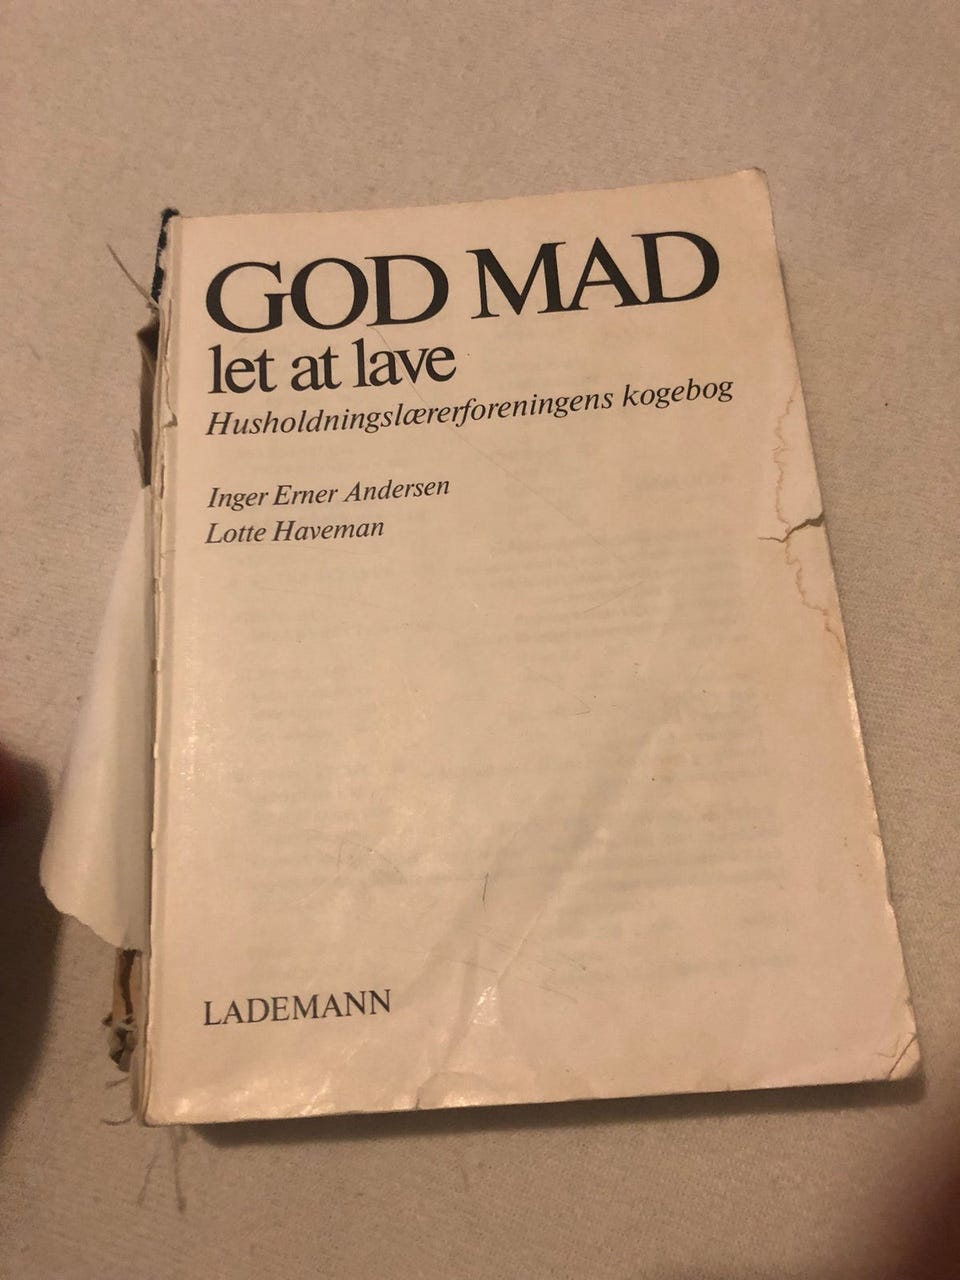 GOD MAD
let at lave
Husholdningslærerforeningens kogebog
Inger Erner Andersen
Lotte Haveman
LADEMANN